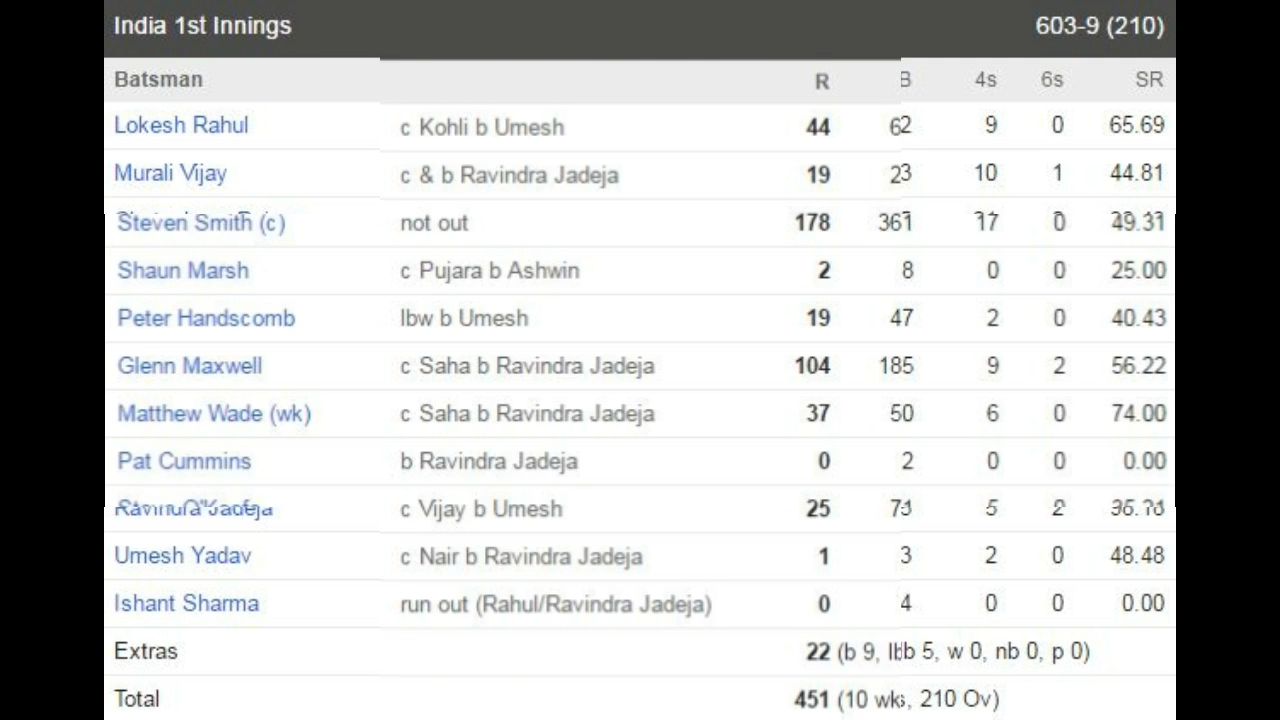 India 1st Innings 603-9 (210)
Batsman R B 4s 6s SR
Lokesh Rahul c Kohli b Umesh 44 62 9 0 65.69
Murali Vijay c & b Ravindra Jadeja 19 23 10 1 44.81
Steven Smith (c) not out 178 361 17 0 49.31
Shaun Marsh c Pujara b Ashwin 2 8 0 0 25.00
Peter Handscomb lbw b Umesh 19 47 2 0 40.43
Glenn Maxwell c Saha b Ravindra Jadeja 104 185 9 2 56.22
Matthew Wade (wk) c Saha b Ravindra Jadeja 37 50 6 0 74.00
Pat Cummins b Ravindra Jadeja 0 2 0 0 0.00
c Vijay b Umesh 25 5 2
Umesh Yadav c Nair b Ravindra Jadeja 1 3 2 0 48.48
Ishant Sharma run out (Rahul/Ravindra Jadeja) 0 4 0 0 0.00
Extras 22 (b 9, lb 5, w 0, nb 0, p 0)
Total 451 (10 wks, 210 Ov)